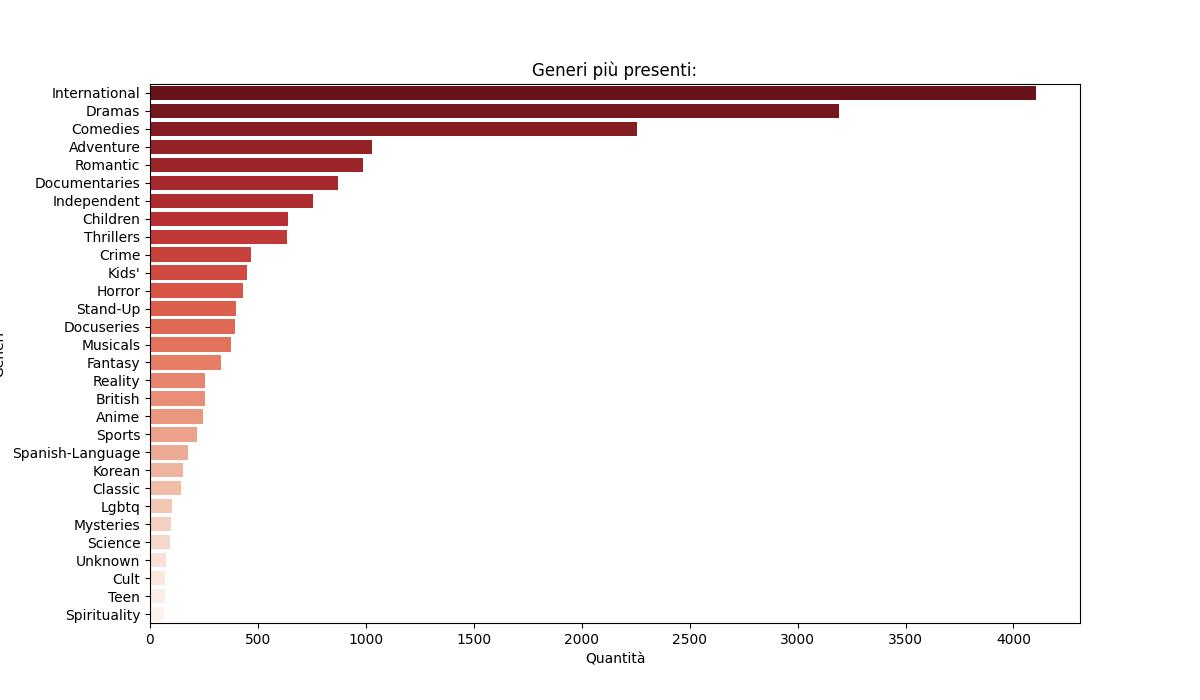 Generi più presenti:
International
Dramas
Comedies
Adventure
Romantic
Documentaries
Independent
Children
Thrillers
Crime
Kids'
Horror
Stand-Up
Docuseries
Musicals
Fantasy
Reality
British
Anime
Sports
Spanish-Language
Korean
Classic
Lgbtq
Mysteries
Science
Unknown
Cult
Teen
Spirituality
0 500 1000 1500 2000 2500 3000 3500 4000
Quantità